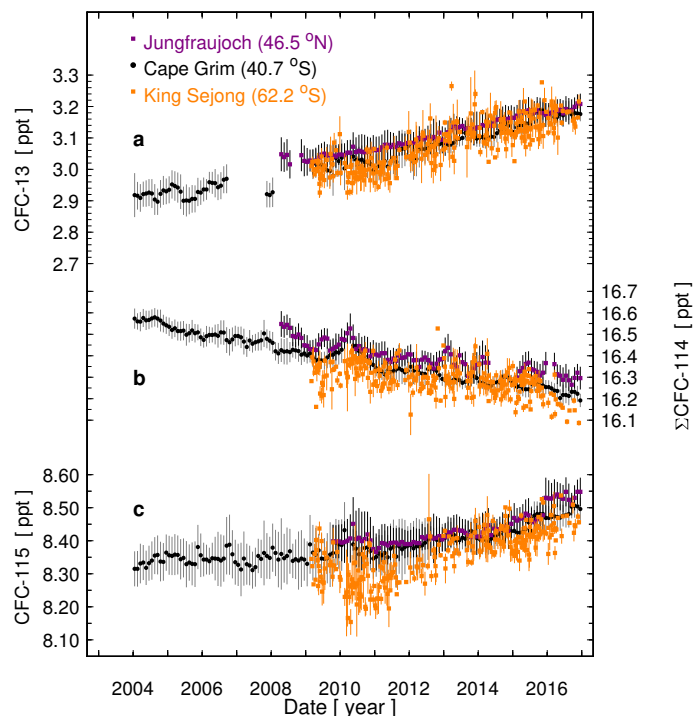 Jungfraujoch (46.5 °N)
Cape Grim (40.7 °S)
King Sejong (62.2 °S)
a
CFC-13 [ ppt ]
3.3
3.2
3.1
3.0
2.9
2.8
2.7
b
ΣCFC-114 [ ppt ]
16.7
16.6
16.5
16.4
16.3
16.2
16.1
c
CFC-115 [ ppt ]
8.60
8.50
8.40
8.30
8.20
8.10
2004 2006 2008 2010 2012 2014 2016
Date [ year ]